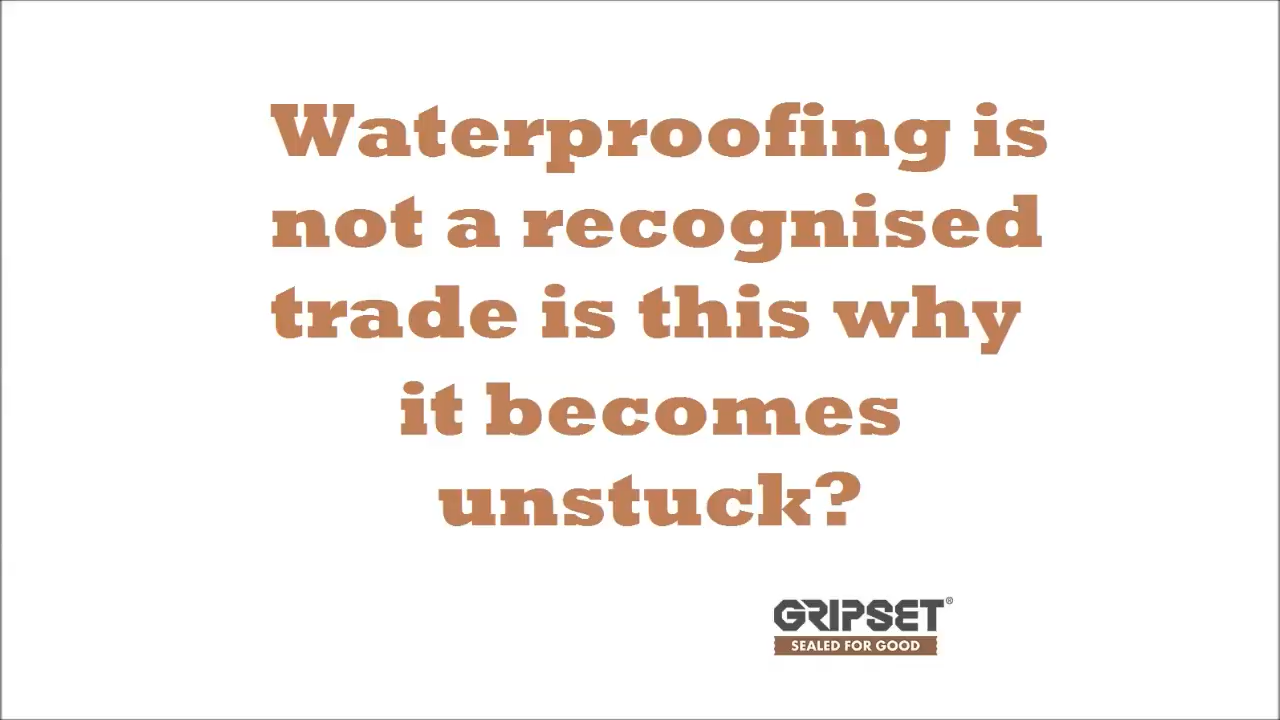 Waterproofing is
not a recognised
trade is this why
it becomes
unstuck?
GRIPSET®
SEALED FOR GOOD